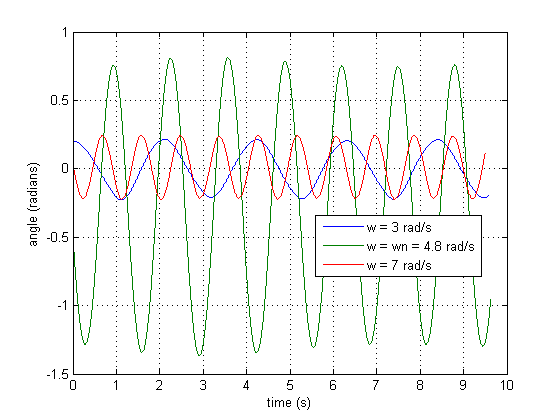 1
0.5
0
-0.5
-1
-1.5
angle (radians)
w = 3 rad/s
w = wn = 4.8 rad/s
w = 7 rad/s
0 1 2 3 4 5 6 7 8 9 10
time (s)